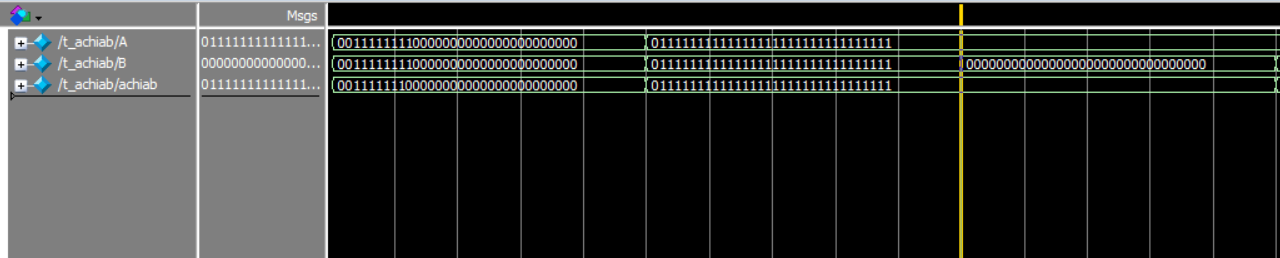 Msgs
/t_achiab/A 01111111111111... 00111111110000000000000000000000 01111111111111111111111111111111
/t_achiab/B 00000000000000... 00111111110000000000000000000000 01111111111111111111111111111111 00000000000000000000000000000000
/t_achiab/achiab 01111111111111... 00111111100000000000000000000000 01111111111111111111111111111111